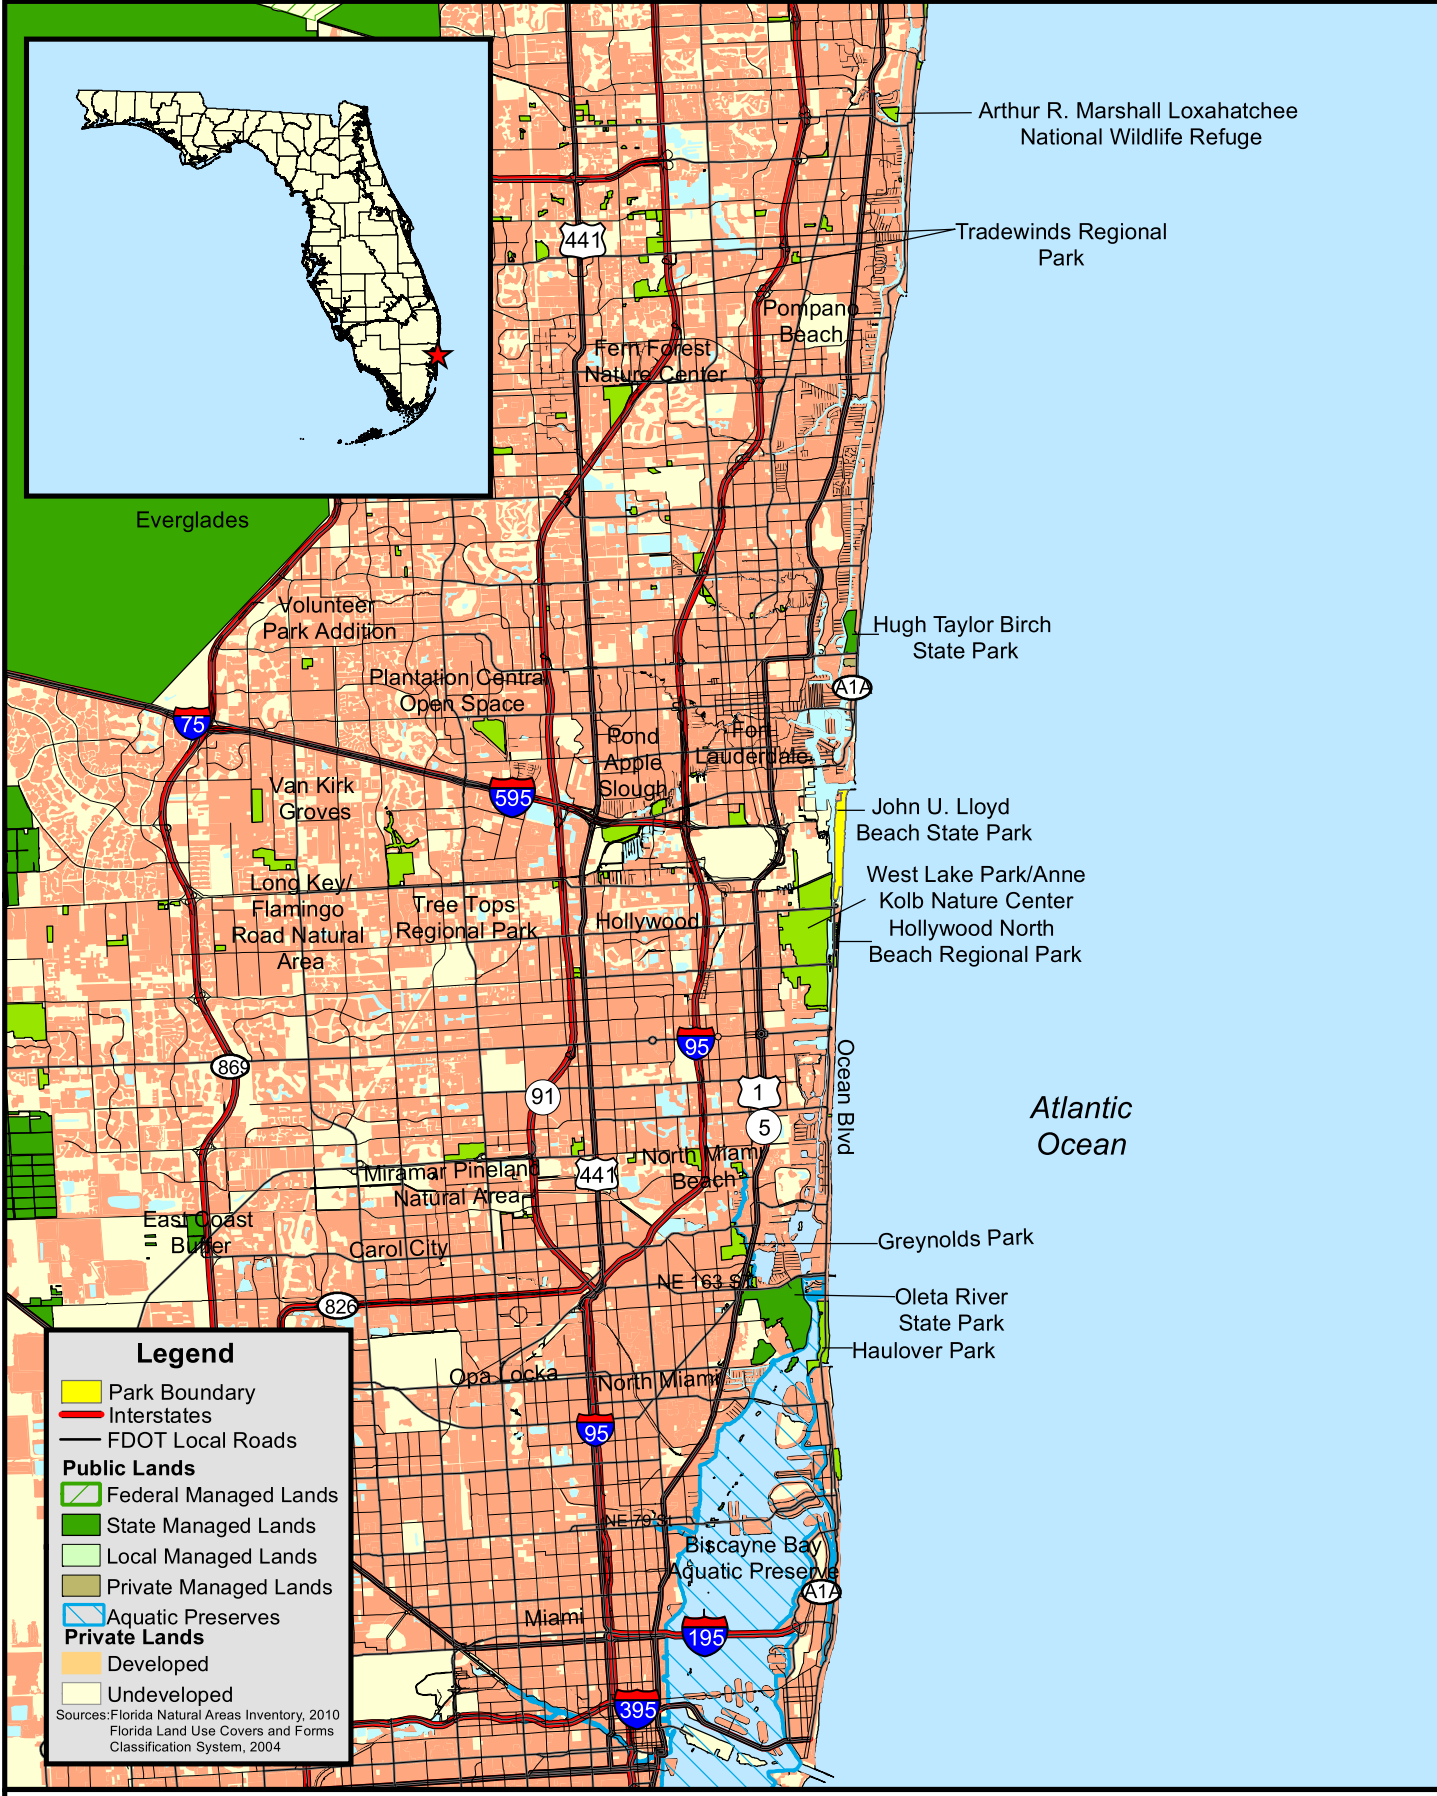 Arthur R. Marshall Loxahatchee
National Wildlife Refuge
441
Tradewinds Regional
Park
Pompano
Beach
Fern Forest
Nature Center
Everglades
Volunteer
Park Addition
Hugh Taylor Birch
State Park
Plantation Central
Open Space
A1A
75
Pond
Apple
Slough
Fort
Lauderdale
Van Kirk
Groves
595
John U. Lloyd
Beach State Park
West Lake Park/Anne
Kolb Nature Center
Long Key/
Flamingo
Road Natural
Area
Tree Tops
Regional Park
Hollywood
Hollywood North
Beach Regional Park
95
869
91
1
5
Ocean Blvd
Atlantic
Ocean
North Miami
Beach
Miramar Pineland
Natural Area
441
East Coast
Buffer
Carol City
Greynolds Park
NE 163 St
Oleta River
State Park
826
Haulover Park
Opa Locka
North Miami
95
NE 79 St
Biscayne Bay
Aquatic Preserve
A1A
Miami
195
395
Legend
Park Boundary
Interstates
FDOT Local Roads
Public Lands
Federal Managed Lands
State Managed Lands
Local Managed Lands
Private Managed Lands
Aquatic Preserves
Private Lands
Developed
Undeveloped
Sources:Florida Natural Areas Inventory, 2010
Florida Land Use Covers and Forms
Classification System, 2004